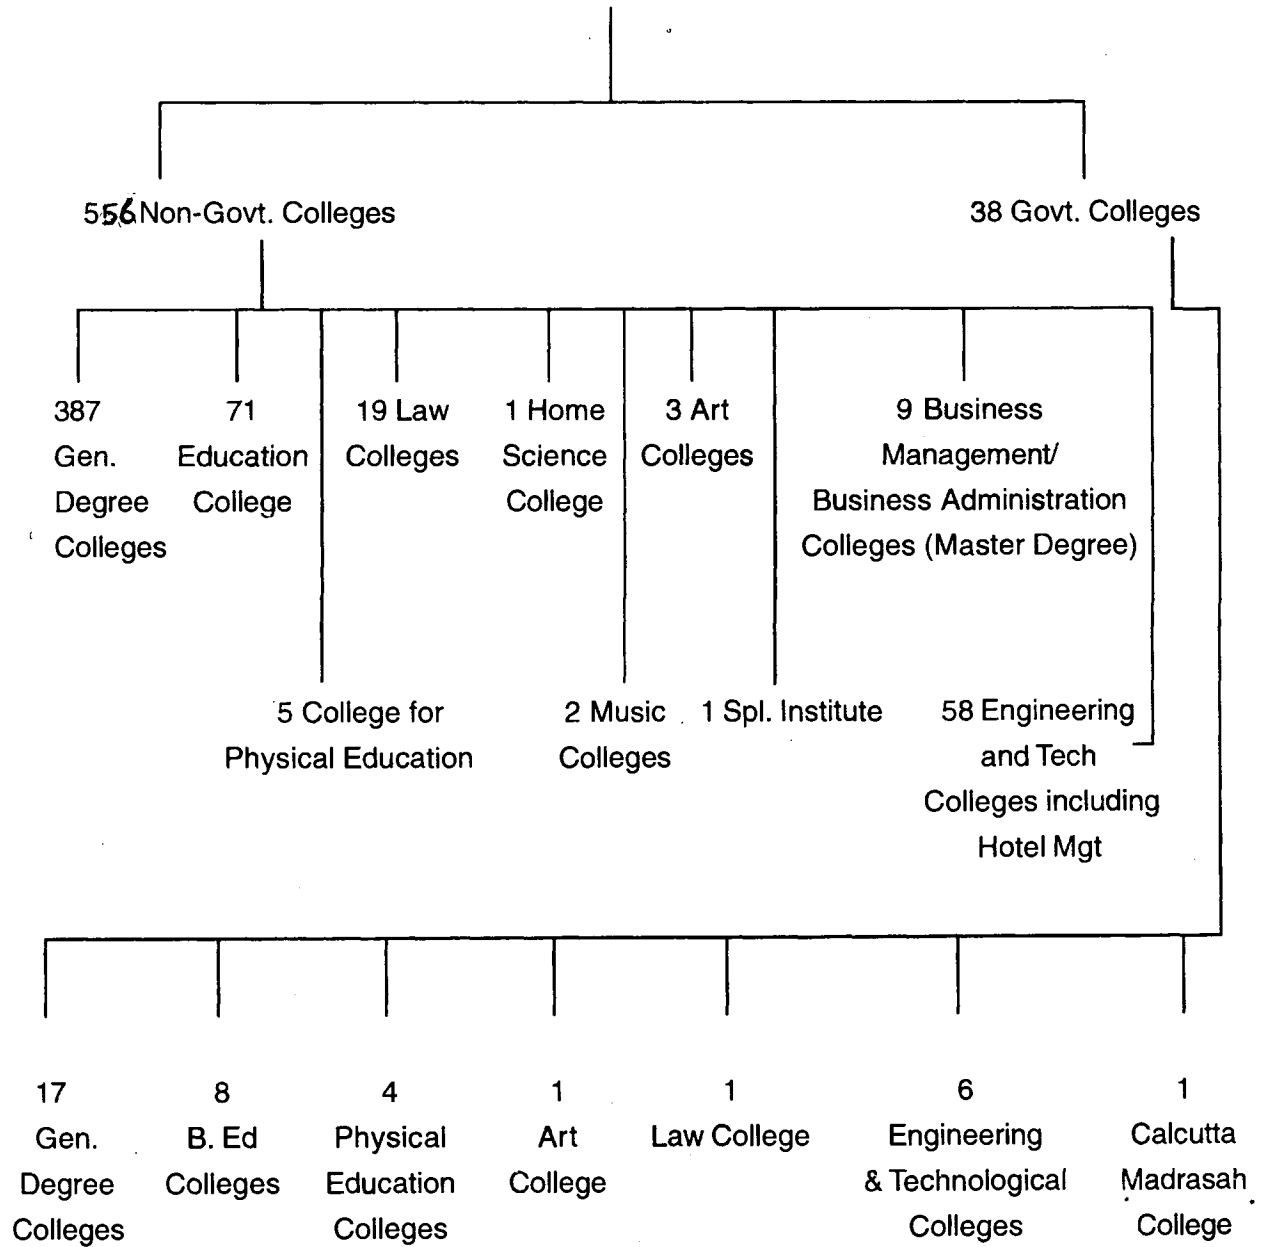 556 Non-Govt. Colleges
38 Govt. Colleges
387
Gen.
Degree
Colleges
71
Education
College
19 Law
Colleges
1 Home
Science
College
3 Art
Colleges
9 Business
Management/
Business Administration
Colleges (Master Degree)
5 College for
Physical Education
2 Music
Colleges
1 Spl. Institute
58 Engineering
and Tech
Colleges including
Hotel Mgt
17
Gen.
Degree
Colleges
8
B. Ed
Colleges
4
Physical
Education
Colleges
1
Art
College
1
Law College
6
Engineering
& Technological
Colleges
1
Calcutta
Madrasah
College